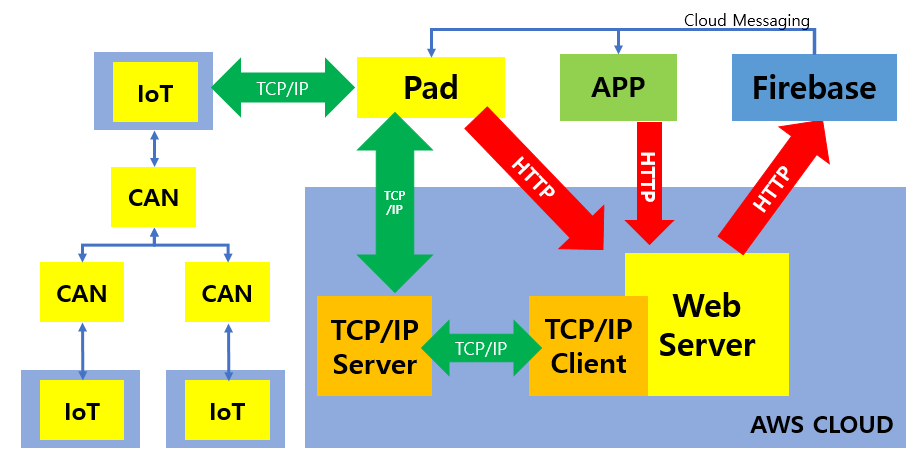 Cloud Messaging
IoT
TCP/IP
Pad
APP
Firebase
HTTP
HTTP
HTTP
CAN
TCP
/IP
CAN
CAN
TCP/IP
Server
TCP/IP
TCP/IP
Client
Web
Server
IoT
IoT
AWS CLOUD